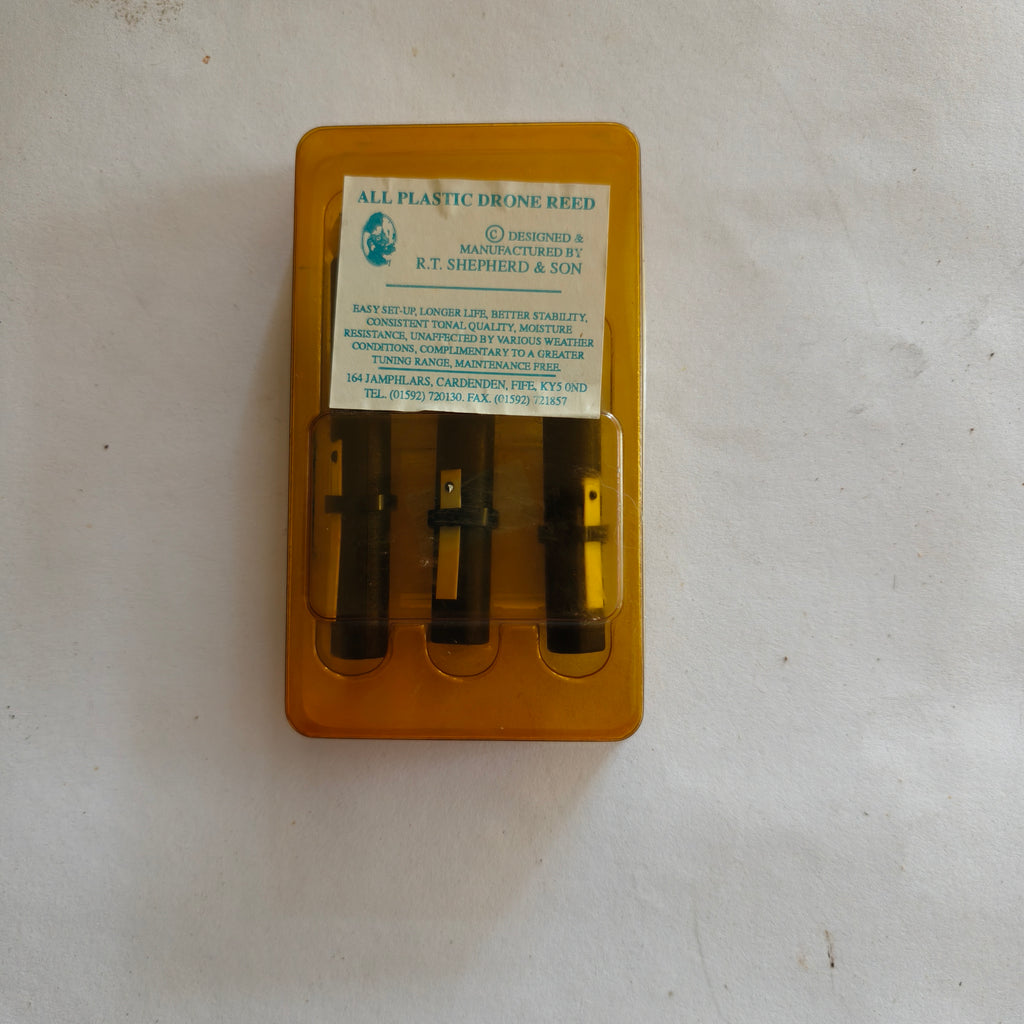 ALL PLASTIC DRONE REED
© DESIGNED &
MANUFACTURED BY
R.T. SHEPHERD & SON
EASY SET-UP, LONGER LIFE, BETTER STABILITY,
CONSISTENT TONAL QUALITY, MOISTURE
RESISTANCE, UNAFFECTED BY VARIOUS WEATHER
CONDITIONS, COMPLIMENTARY TO A GREATER
TUNING RANGE, MAINTENANCE FREE.
164 JAMPHLARS, CARDENDEN, FIFE, KY5 0ND
TEL. (01592) 720130. FAX. (01592) 721857